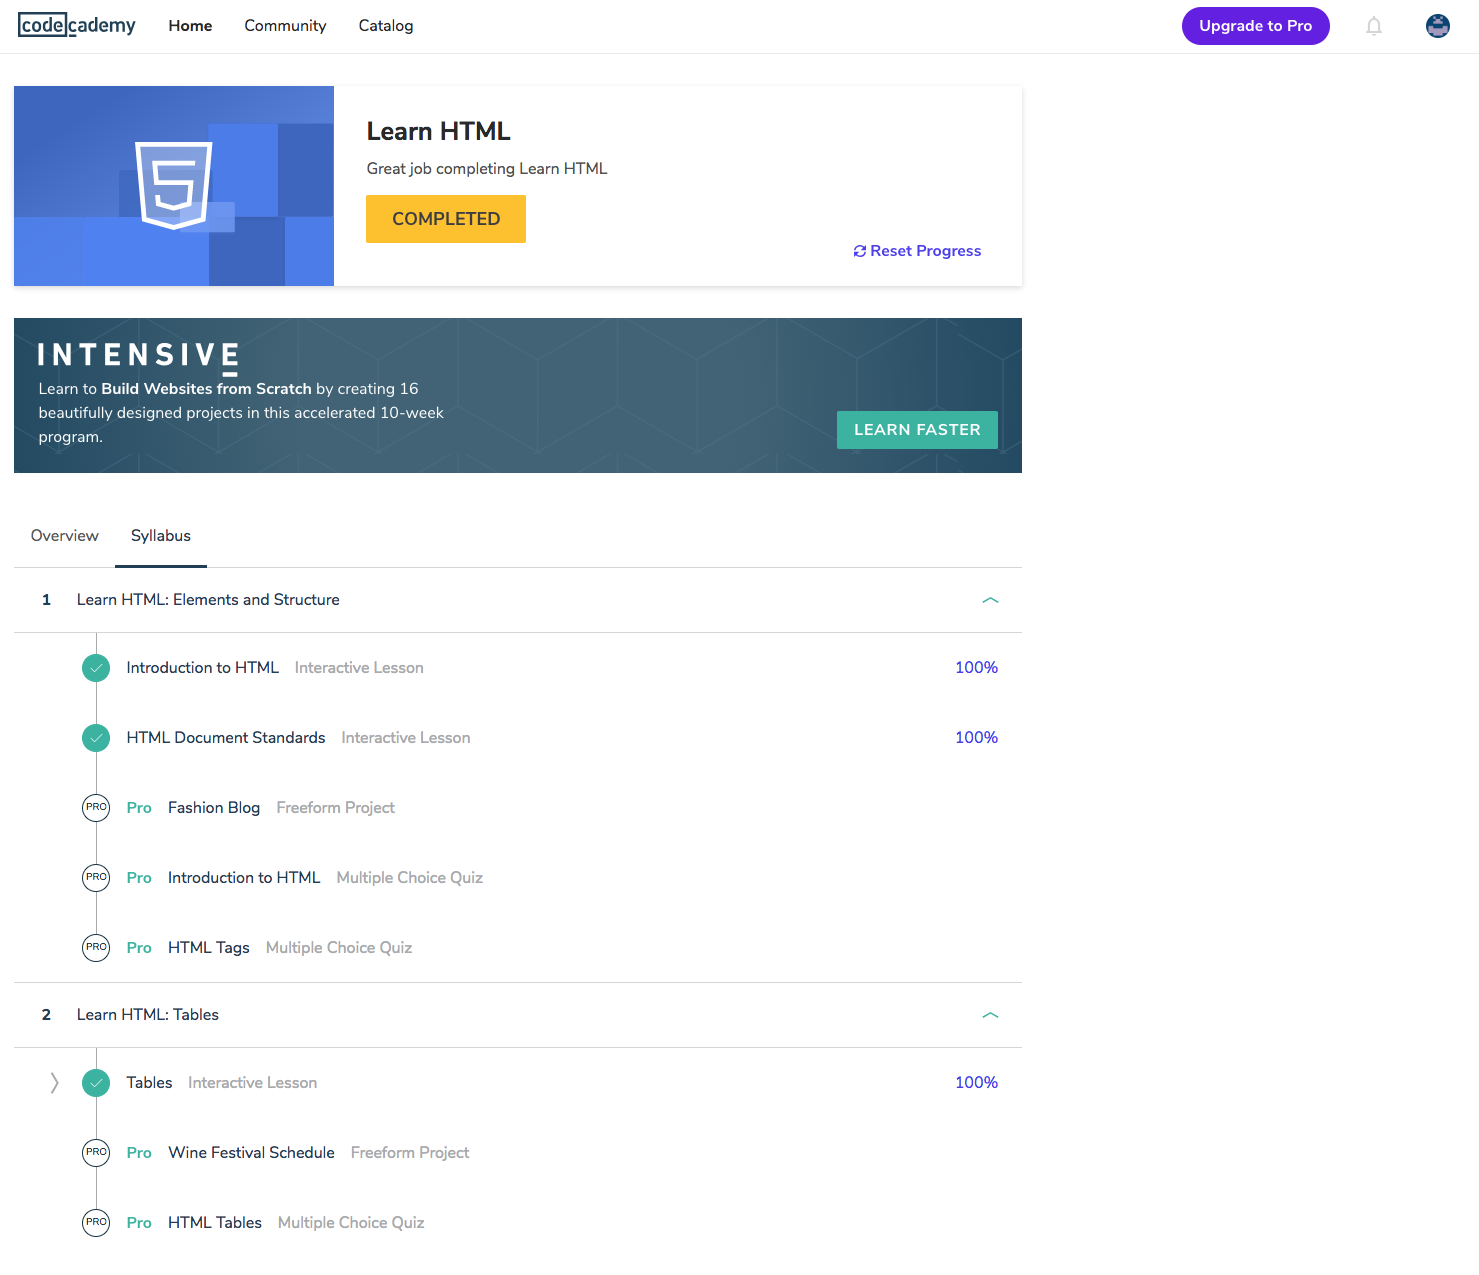 codecademy Home Community Catalog Upgrade to Pro
Learn HTML
Great job completing Learn HTML
COMPLETED
Reset Progress
INTENSIVE
Learn to Build Websites from Scratch by creating 16
beautifully designed projects in this accelerated 10-week
program.
LEARN FASTER
Overview Syllabus
1 Learn HTML: Elements and Structure
Introduction to HTML Interactive Lesson 100%
HTML Document Standards Interactive Lesson 100%
PRO Pro Fashion Blog Freeform Project
PRO Pro Introduction to HTML Multiple Choice Quiz
PRO Pro HTML Tags Multiple Choice Quiz
2 Learn HTML: Tables
Tables Interactive Lesson 100%
PRO Pro Wine Festival Schedule Freeform Project
PRO Pro HTML Tables Multiple Choice Quiz